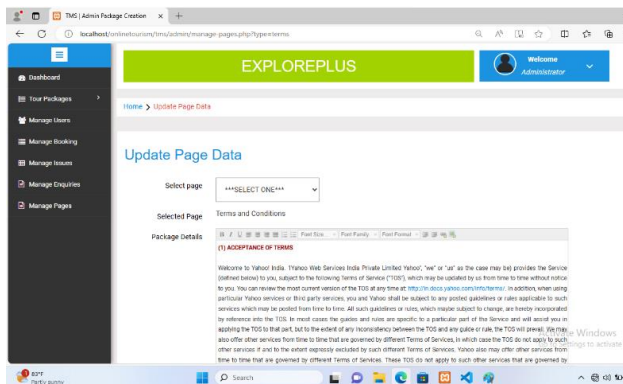 TMS | Admin Package Creation
localhost/onlinetourism/tms/admin/manage-pages.php?type=terms
EXPLOREPLUS
Welcome
Administrator
Dashboard
Tour Packages
Manage Users
Manage Booking
Manage Issues
Manage Enquiries
Manage Pages
Home > Update Page Data
Update Page Data
Select page
***SELECT ONE***
Selected Page
Terms and Conditions
Package Details
B I U Font Size... Font Family. Font Format
(1) ACCEPTANCE OF TERMS
Welcome to Yahoo! India. 1Yahoo Web Services India Private Limited Yahoo", "we" or "us" as the case may be) provides the Service
(defined below) to you, subject to the following Terms of Service ("TOS"), which may be updated by us from time to time without notice
to you. You can review the most current version of the TOS at any time at: http://in.docs.yahoo.com/info/terms/. In addition, when using
particular Yahoo services or third party services, you and Yahoo shall be subject to any posted guidelines or rules applicable to such
services which may be posted from time to time. All such guidelines or rules, which maybe subject to change, are hereby incorporated
by reference into the TOS. In most cases the guides and rules are specific to a particular part of the Service and will assist you in
applying the TOS to that part, but to the extent of any inconsistency between the TOS and any guide or rule, the TOS will prevail. We may
also offer other services from time to time that are governed by different Terms of Services, in which case the TOS do not apply to such
other services if and to the extent expressly excluded by such different Terms of Services. Yahoo also may offer other services from
time to time that are governed by different Terms of Services. These TOS do not apply to such other services that are governed by
Activate Windows
to activate
83°F
Partly sunny
Search